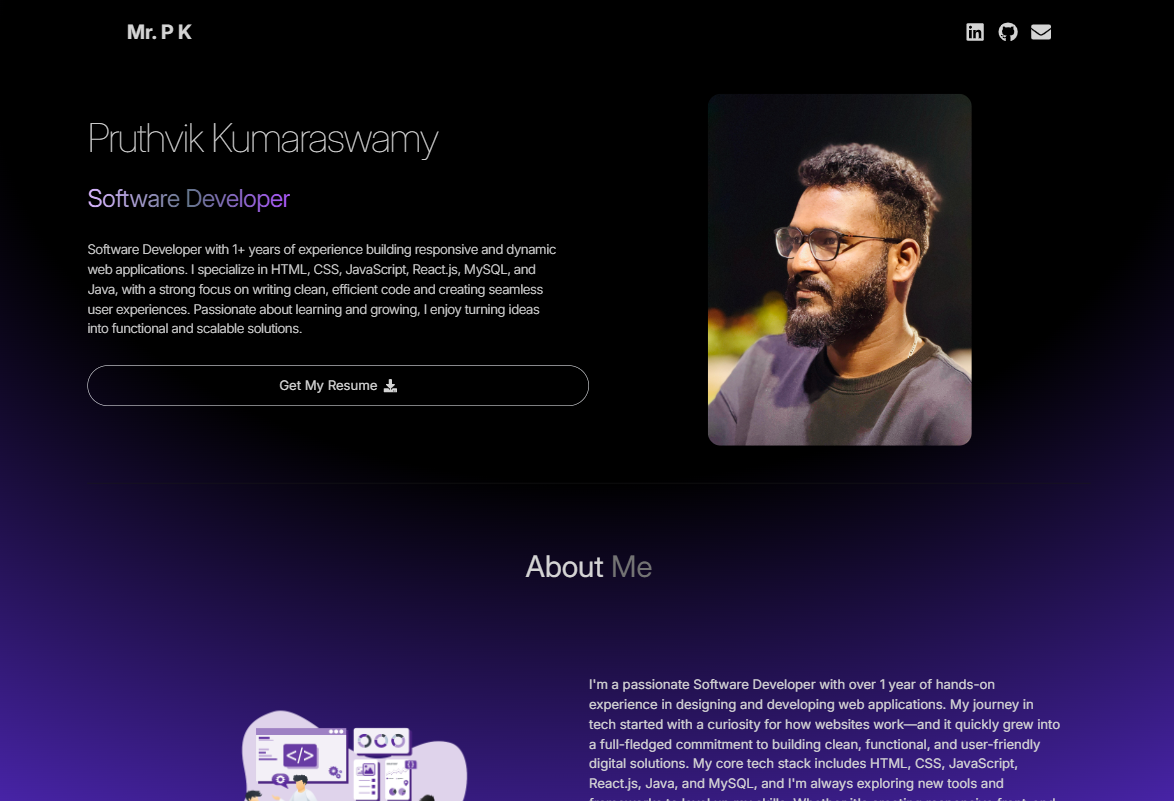 Mr. P K
Pruthvik Kumaraswamy
Software Developer
Software Developer with 1+ years of experience building responsive and dynamic
web applications. I specialize in HTML, CSS, JavaScript, React.js, MySQL, and
Java, with a strong focus on writing clean, efficient code and creating seamless
user experiences. Passionate about learning and growing, I enjoy turning ideas
into functional and scalable solutions.
Get My Resume
About Me
</>
I'm a passionate Software Developer with over 1 year of hands-on
experience in designing and developing web applications. My journey in
tech started with a curiosity for how websites work—and it quickly grew into
a full-fledged commitment to building clean, functional, and user-friendly
digital solutions. My core tech stack includes HTML, CSS, JavaScript,
React.js, Java, and MySQL, and I'm always exploring new tools and